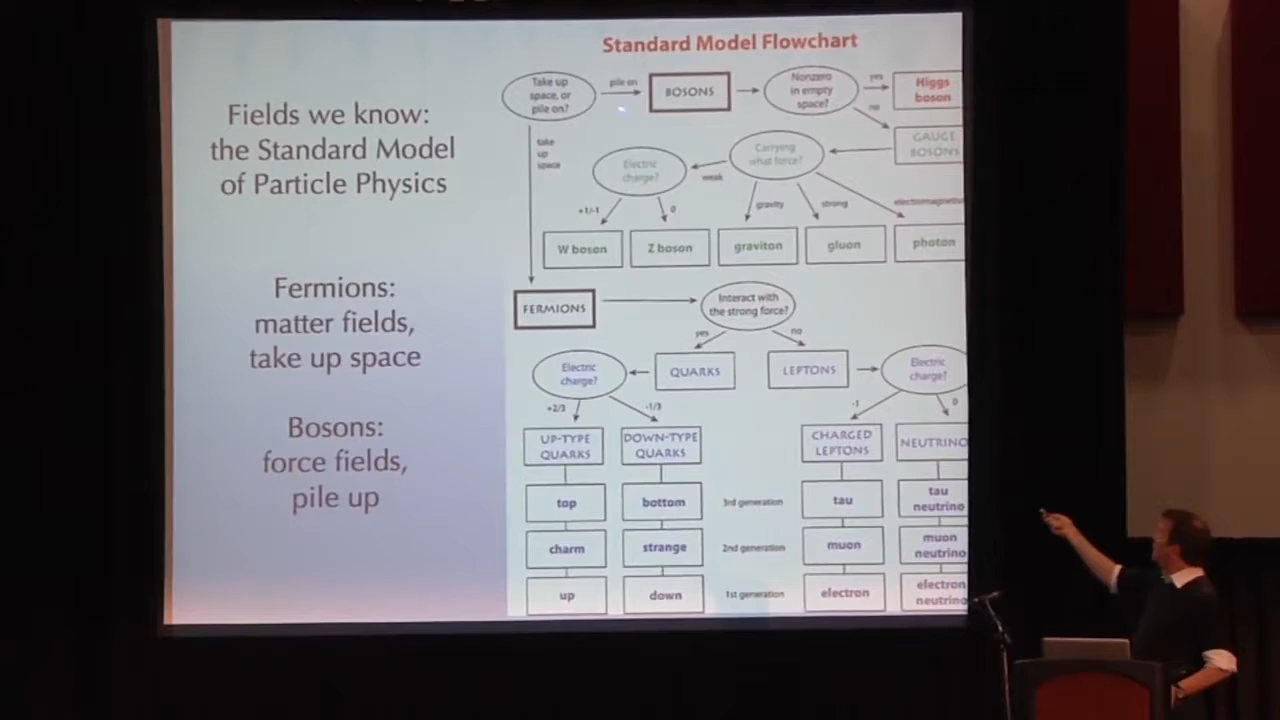 Standard Model Flowchart
Fields we know:
the Standard Model
of Particle Physics
Fermions:
matter fields,
take up space
Bosons:
force fields,
pile up
Take up
space, or
pile on?
pile on
BOSONS
Nonzero
in empty
space?
yes
Higgs
boson
no
GAUGE
BOSONS
take
up
space
Electric
charge?
weak
Carrying
what force?
+1/-1
0
gravity
strong
electromagnetism
W boson
Z boson
graviton
gluon
photon
FERMIONS
Interact with
the strong force?
yes
no
Electric
charge?
QUARKS
LEPTONS
Electric
charge?
+2/3
-1/3
-1
0
UP-TYPE
QUARKS
DOWN-TYPE
QUARKS
CHARGED
LEPTONS
NEUTRINO
top
bottom
3rd generation
tau
tau
neutrino
charm
strange
2nd generation
muon
muon
neutrino
up
down
1st generation
electron
electron
neutrino